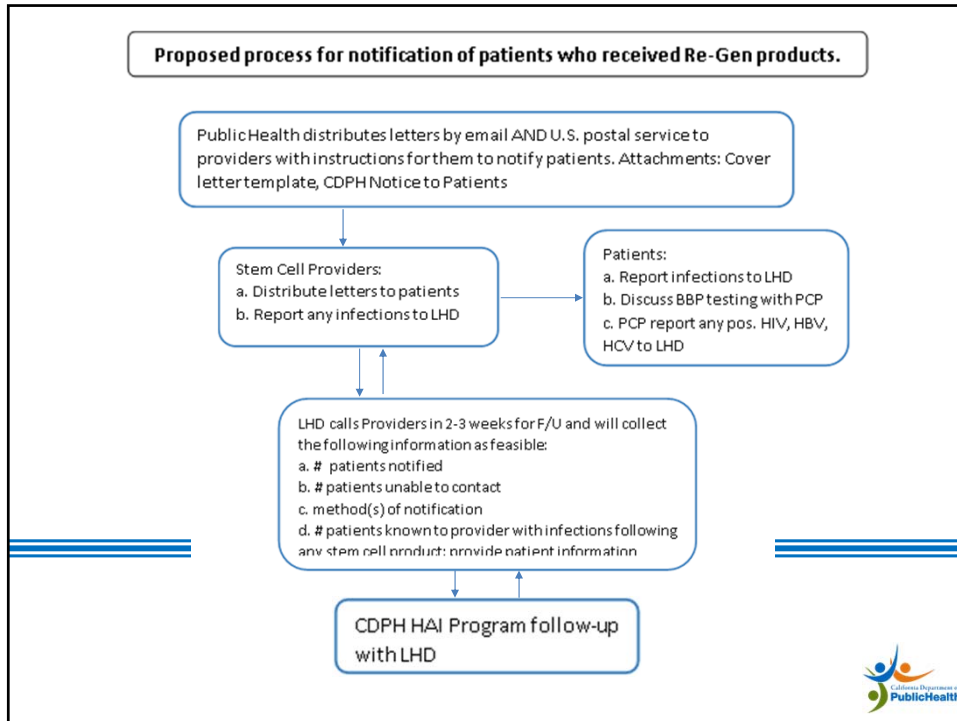 Proposed process for notification of patients who received Re-Gen products.
Public Health distributes letters by email AND U.S. postal service to
providers with instructions for them to notify patients. Attachments: Cover
letter template, CDPH Notice to Patients
Stem Cell Providers:
a. Distribute letters to patients
b. Report any infections to LHD
Patients:
a. Report infections to LHD
b. Discuss BBP testing with PCP
c. PCP report any pos. HIV, HBV,
HCV to LHD
LHD calls Providers in 2-3 weeks for F/U and will collect
the following information as feasible:
a. # patients notified
b. # patients unable to contact
c. method(s) of notification
d. # patients known to provider with infections following
any stem cell product; provide patient information
CDPH HAI Program follow-up
with LHD
California Department o
PublicHealth